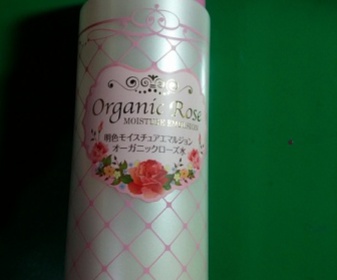 Organic Rose
MOISTURE EMULSION
明色モイスチュアエマルジョン
オーガニックローズ水